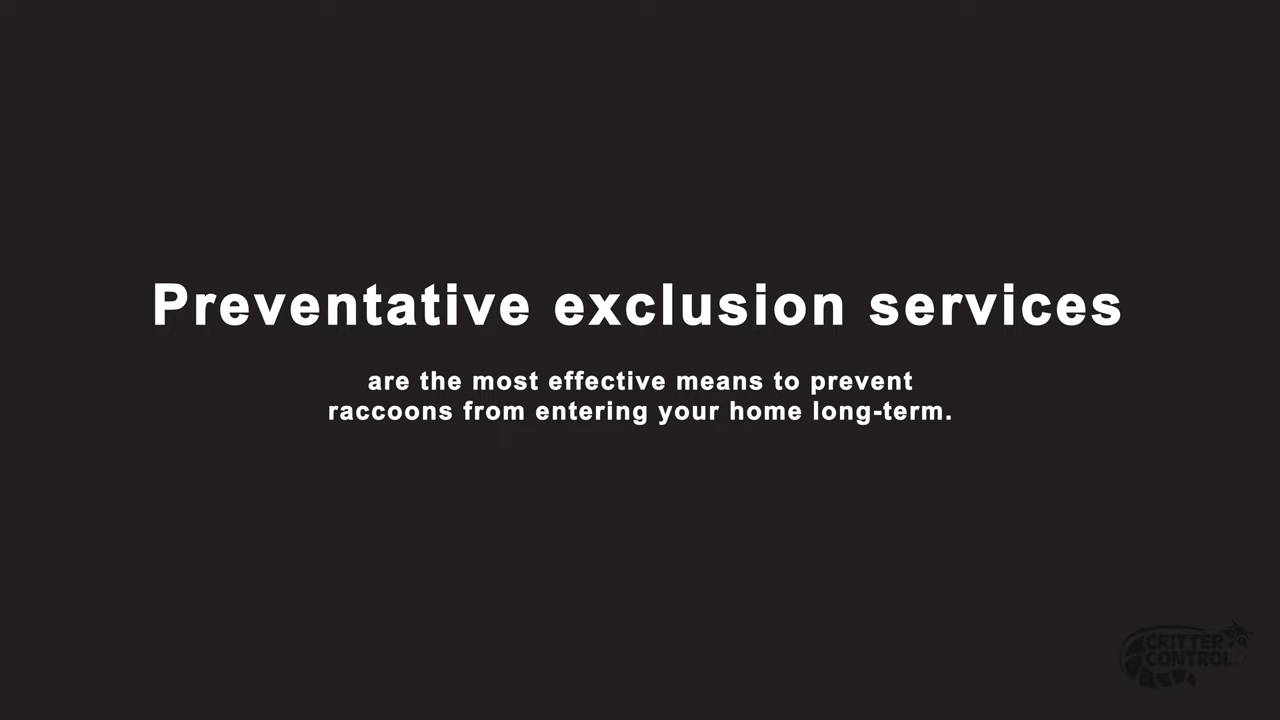 Preventative exclusion services
are the most effective means to prevent
raccoons from entering your home long-term.
CRITTER
CONTROL